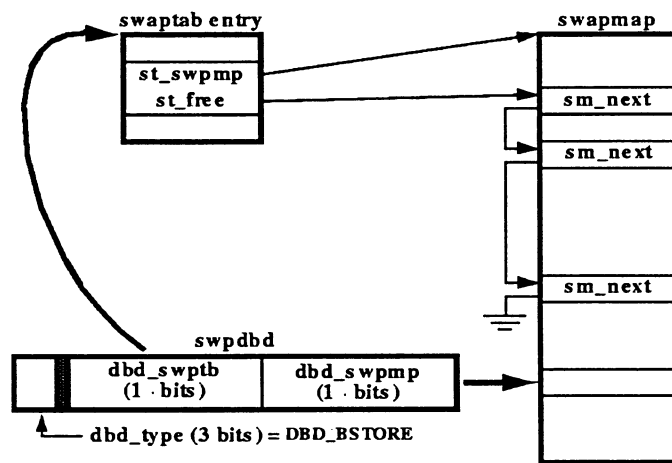 swaptab entry
swapmap
st_swpmp
st_free
sm_next
sm_next
sm_next
swpdbd
dbd_swptb
(1 · bits)
dbd_swpmp
(1 · bits)
dbd_type (3 bits) = DBD_BSTORE